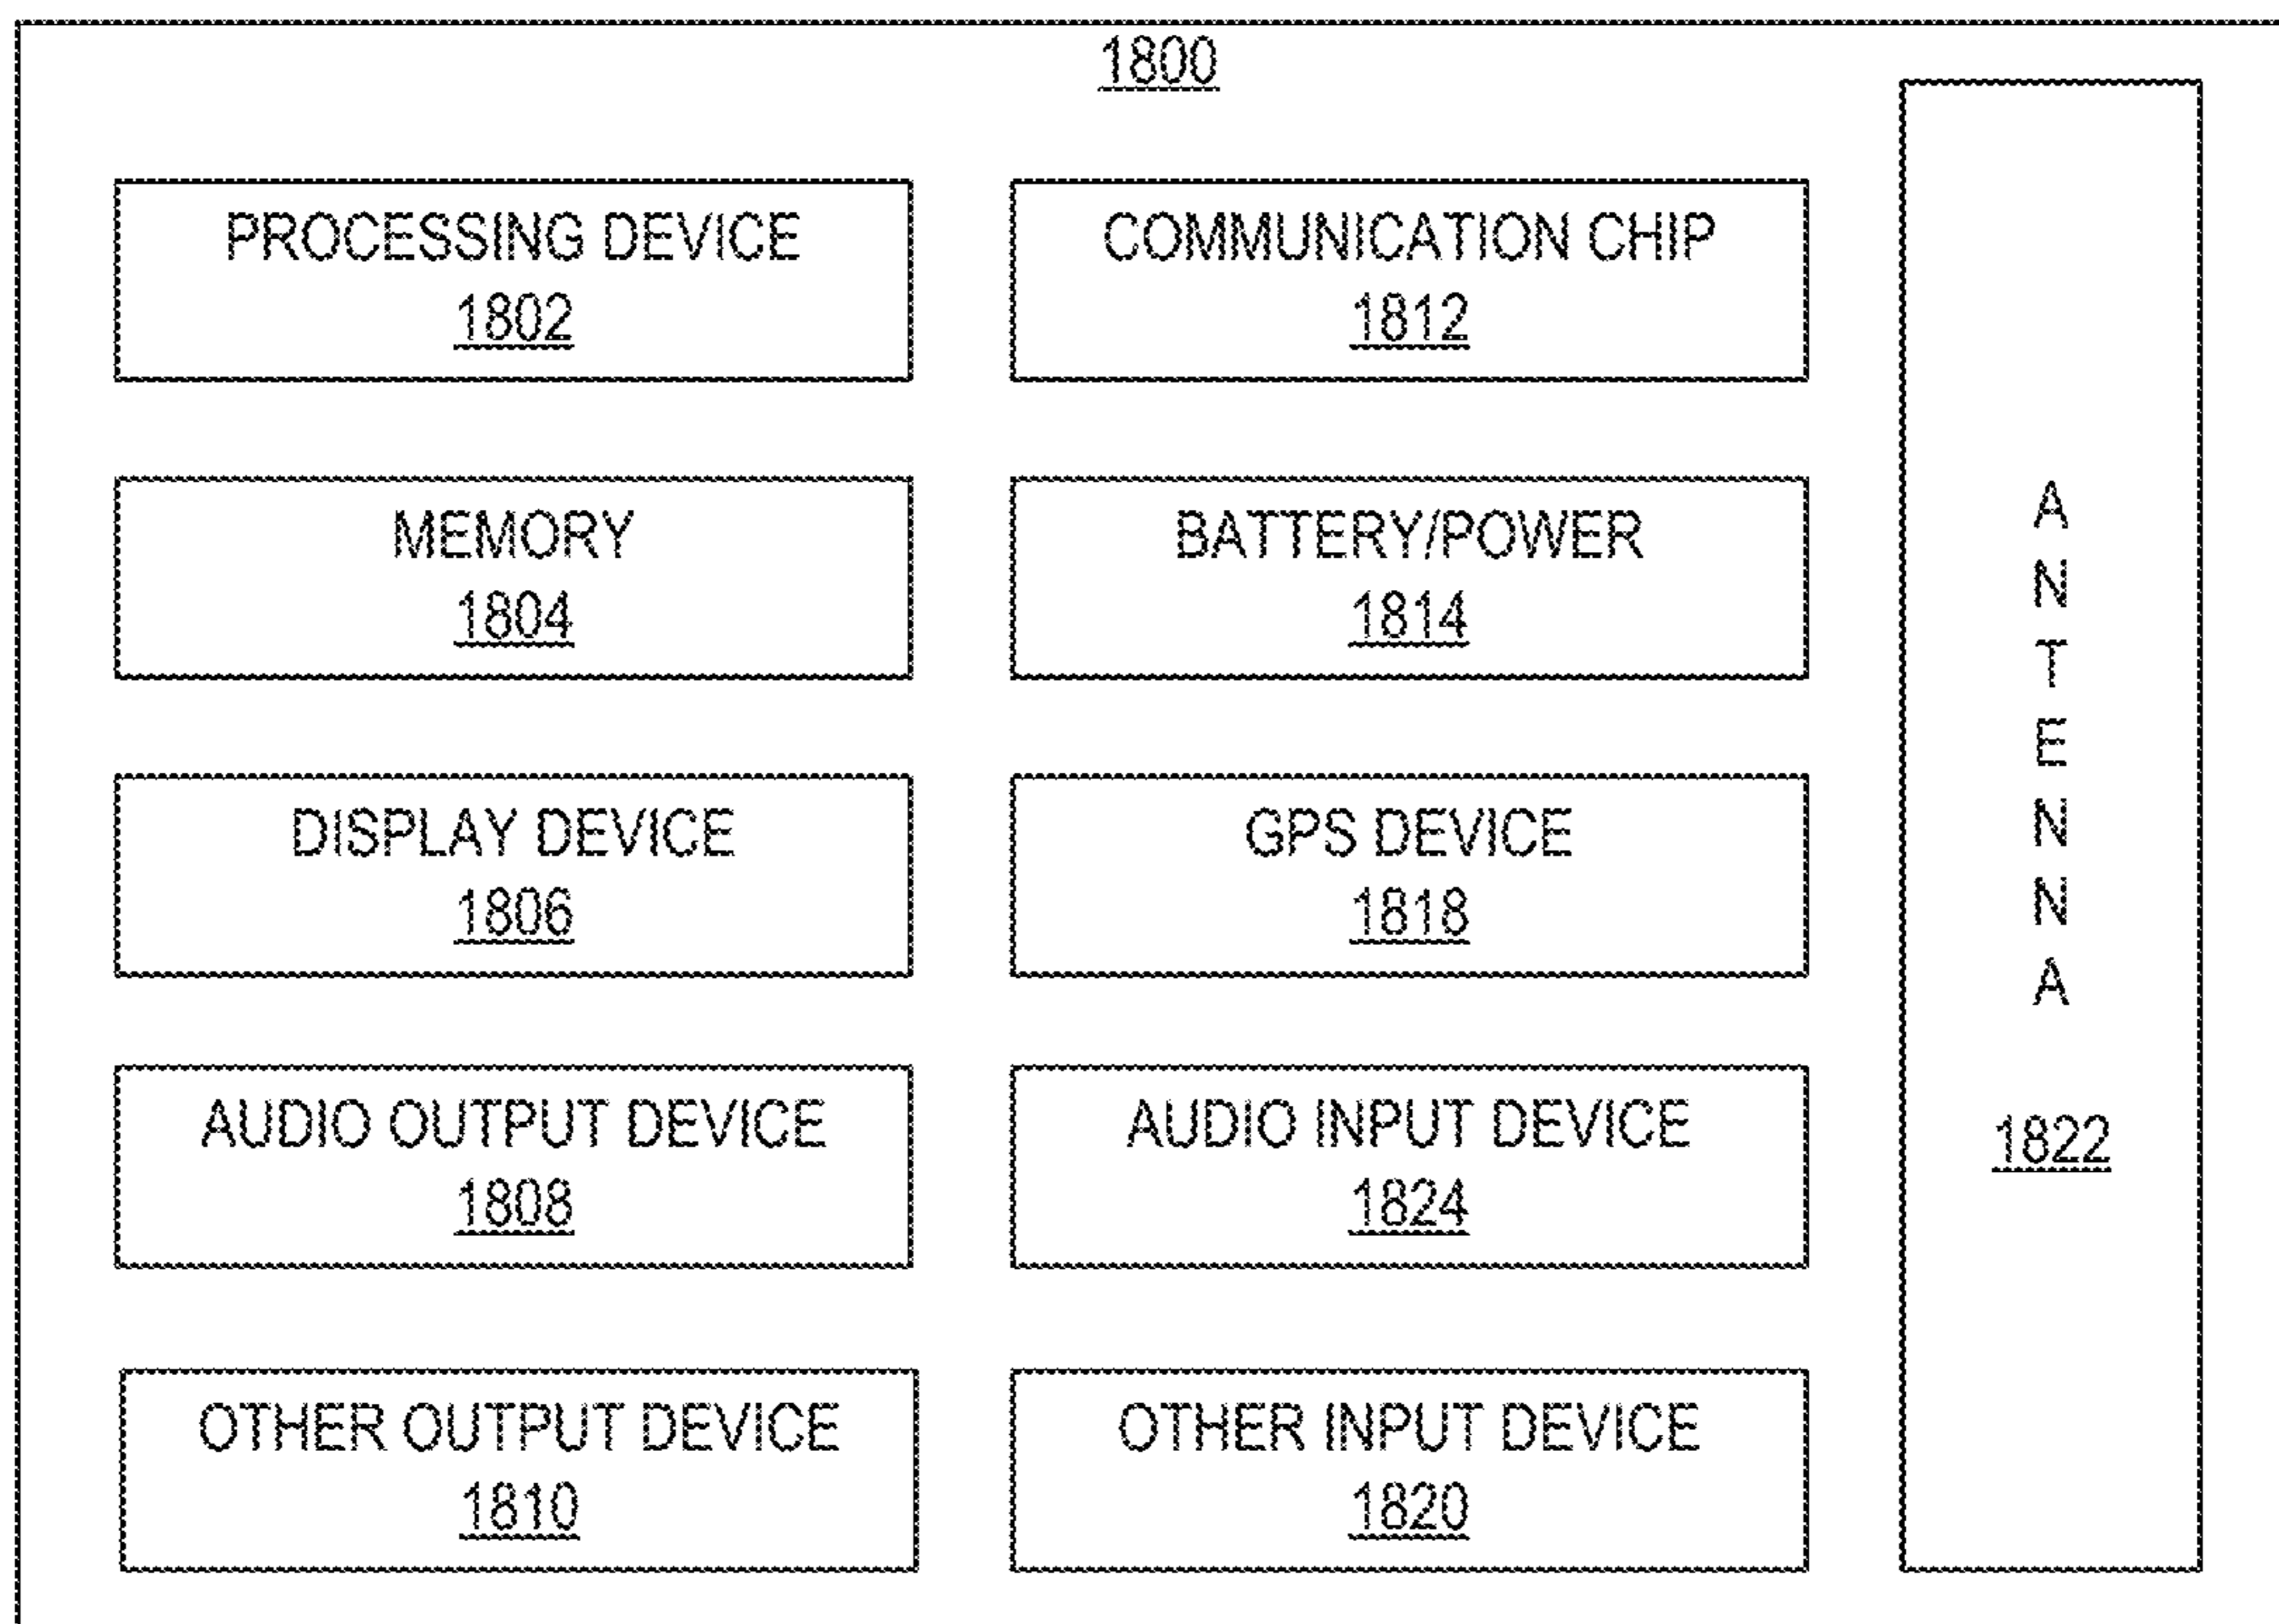 1800
PROCESSING DEVICE
1802
COMMUNICATION CHIP
1812
MEMORY
1804
BATTERY/POWER
1814
DISPLAY DEVICE
1806
GPS DEVICE
1818
AUDIO OUTPUT DEVICE
1808
AUDIO INPUT DEVICE
1824
OTHER OUTPUT DEVICE
1810
OTHER INPUT DEVICE
1820
A
N
T
E
N
N
A
1822